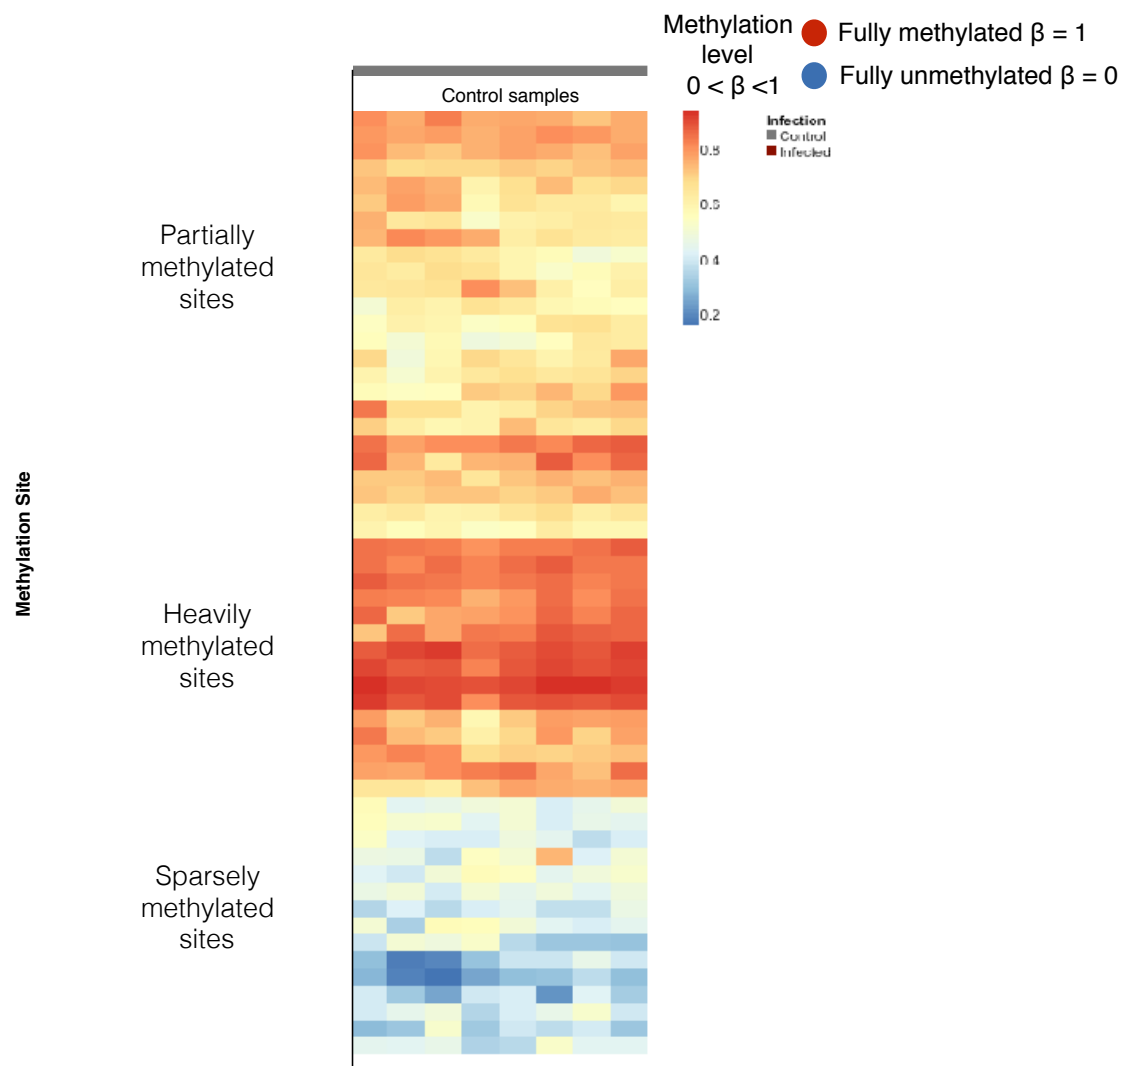 Methylation
level
0 < β <1
Fully methylated β = 1
Fully unmethylated β = 0
Control samples
0.8
0.6
0.4
0.2
Infection
Control
Infected
Partially
methylated
sites
Methylation Site
Heavily
methylated
sites
Sparsely
methylated
sites